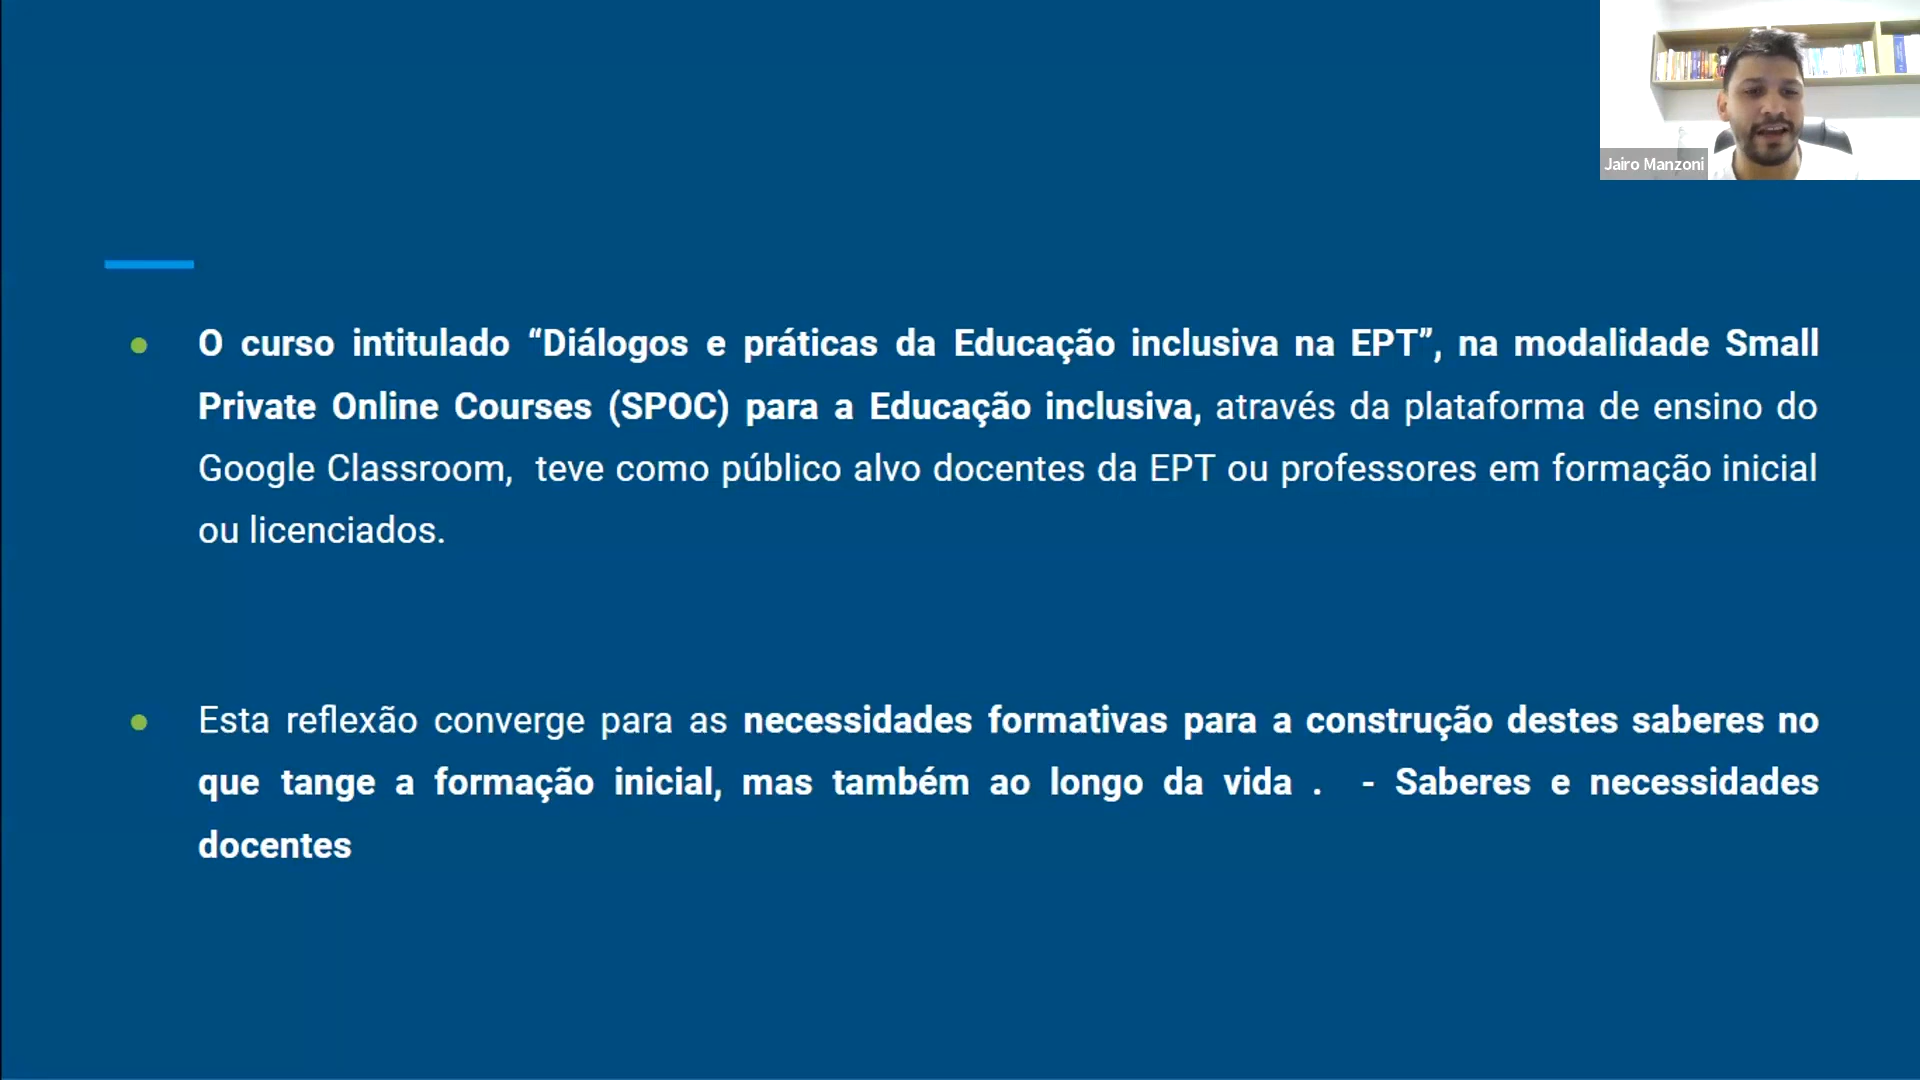 Jairo Manzoni
O curso intitulado “Diálogos e práticas da Educação inclusiva na EPT”, na modalidade Small
Private Online Courses (SPOC) para a Educação inclusiva, através da plataforma de ensino do
Google Classroom, teve como público alvo docentes da EPT ou professores em formação inicial
ou licenciados.
Esta reflexão converge para as necessidades formativas para a construção destes saberes no
que tange a formação inicial, mas também ao longo da vida . - Saberes e necessidades
docentes